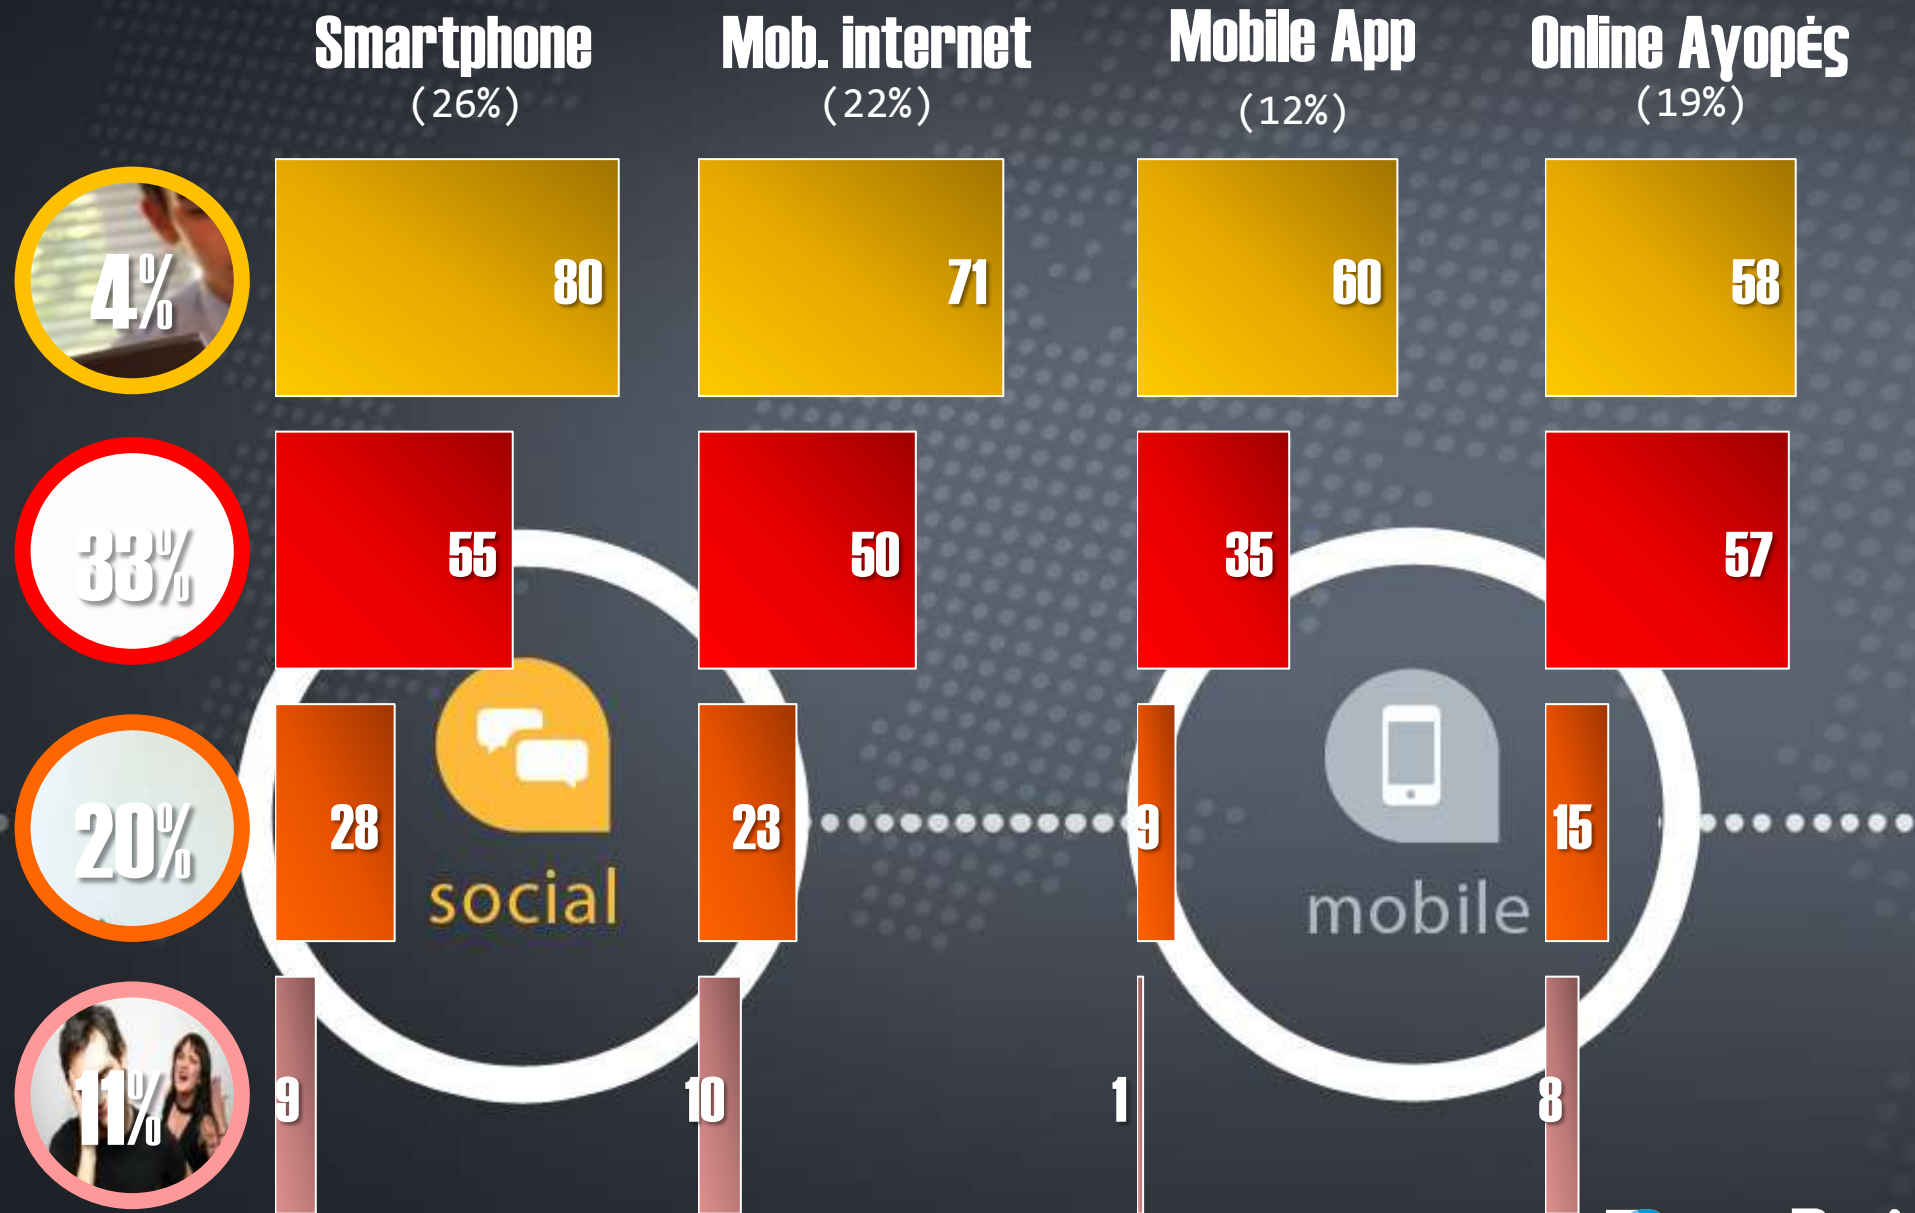 Smartphone Mob. internet Mobile App Online Αγορές
(26%) (22%) (12%) (19%)
4% 80 71 60 58
33% 55 50 35 57
20% 28 23 9 15
social mobile
11% 9 10 1 8